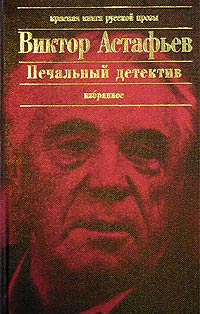 красная книга русской прозы
Виктор Астафьев
Печальный детектив
избранное